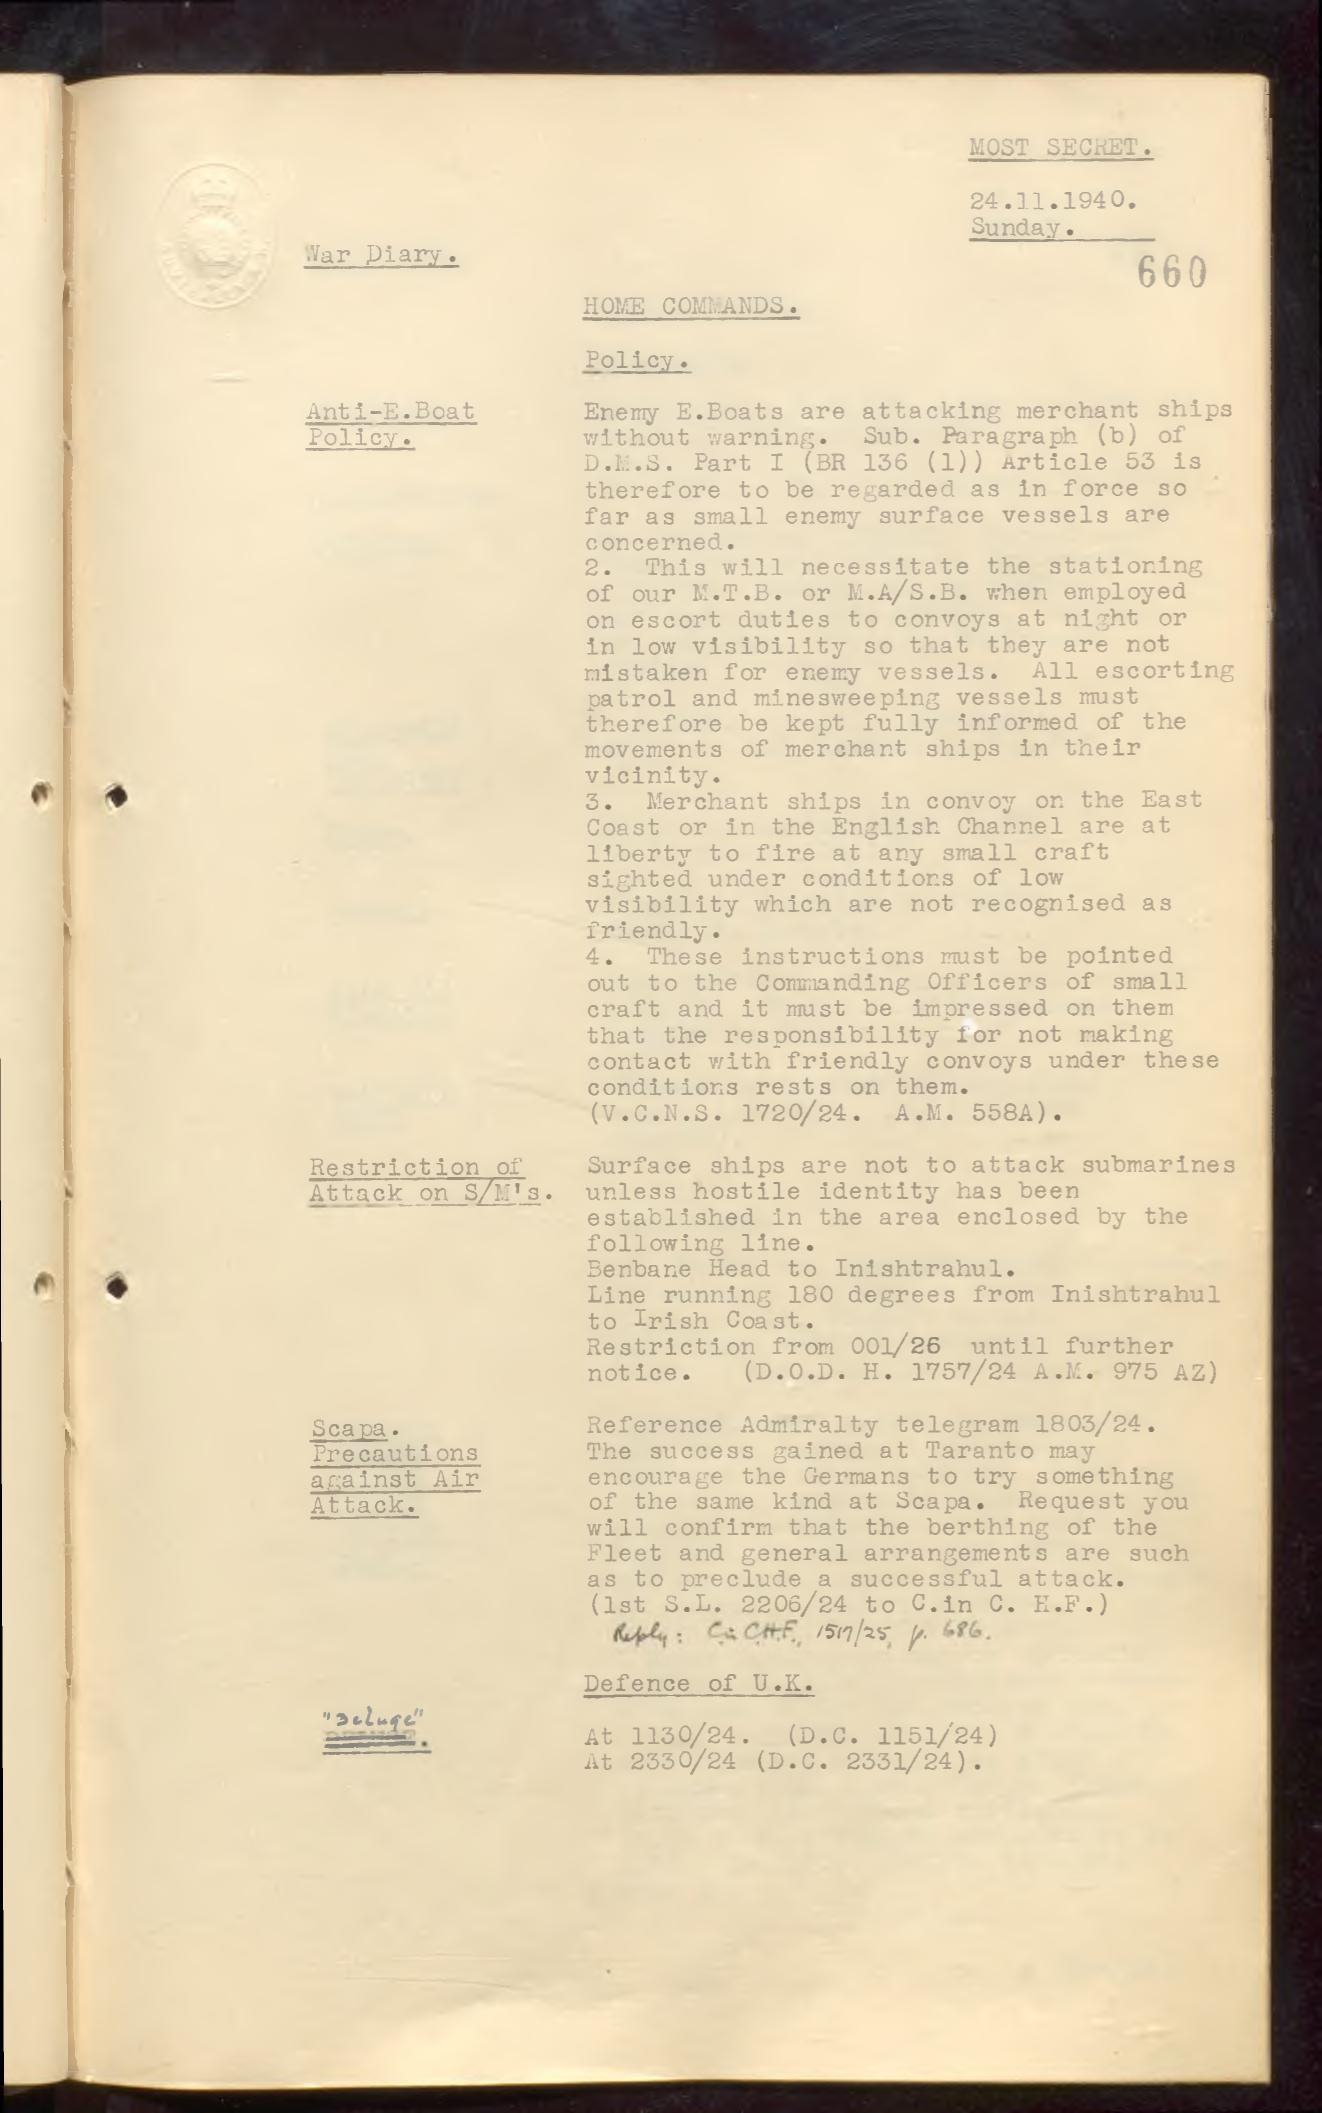 MOST SECRET.
24.11.1940.
Sunday.
660
War Diary.
HOME COMMANDS.
Policy.
Anti-E.Boat
Policy.
Enemy E.Boats are attacking merchant ships
without warning. Sub. Paragraph (b) of
D.M.S. Part I (BR 136 (1)) Article 53 is
therefore to be regarded as in force so
far as small enemy surface vessels are
concerned.
2. This will necessitate the stationing
of our M.T.B. or M.A/S.B. when employed
on escort duties to convoys at night or
in low visibility so that they are not
mistaken for enemy vessels. All escorting
patrol and minesweeping vessels must
therefore be kept fully informed of the
movements of merchant ships in their
vicinity.
3. Merchant ships in convoy on the East
Coast or in the English Channel are at
liberty to fire at any small craft
sighted under conditions of low
visibility which are not recognised as
friendly.
4. These instructions must be pointed
out to the Commanding Officers of small
craft and it must be impressed on them
that the responsibility for not making
contact with friendly convoys under these
conditions rests on them.
(V.C.N.S. 1720/24. A.M. 558A).
Restriction of
Attack on S/M's.
Surface ships are not to attack submarines
unless hostile identity has been
established in the area enclosed by the
following line.
Benbane Head to Inishtrahul.
Line running 180 degrees from Inishtrahul
to Irish Coast.
Restriction from 001/26 until further
notice. (D.O.D. H. 1757/24 A.M. 975 AZ)
Scapa.
Precautions
against Air
Attack.
Reference Admiralty telegram 1803/24.
The success gained at Taranto may
encourage the Germans to try something
of the same kind at Scapa. Request you
will confirm that the berthing of the
Fleet and general arrangements are such
as to preclude a successful attack.
(1st S.L. 2206/24 to C.in C. H.F.)
Reply: C in C.H.F., 1517/25, p. 686.
Defence of U.K.
"Deluge"
At 1130/24. (D.C. 1151/24)
At 2330/24 (D.C. 2331/24).